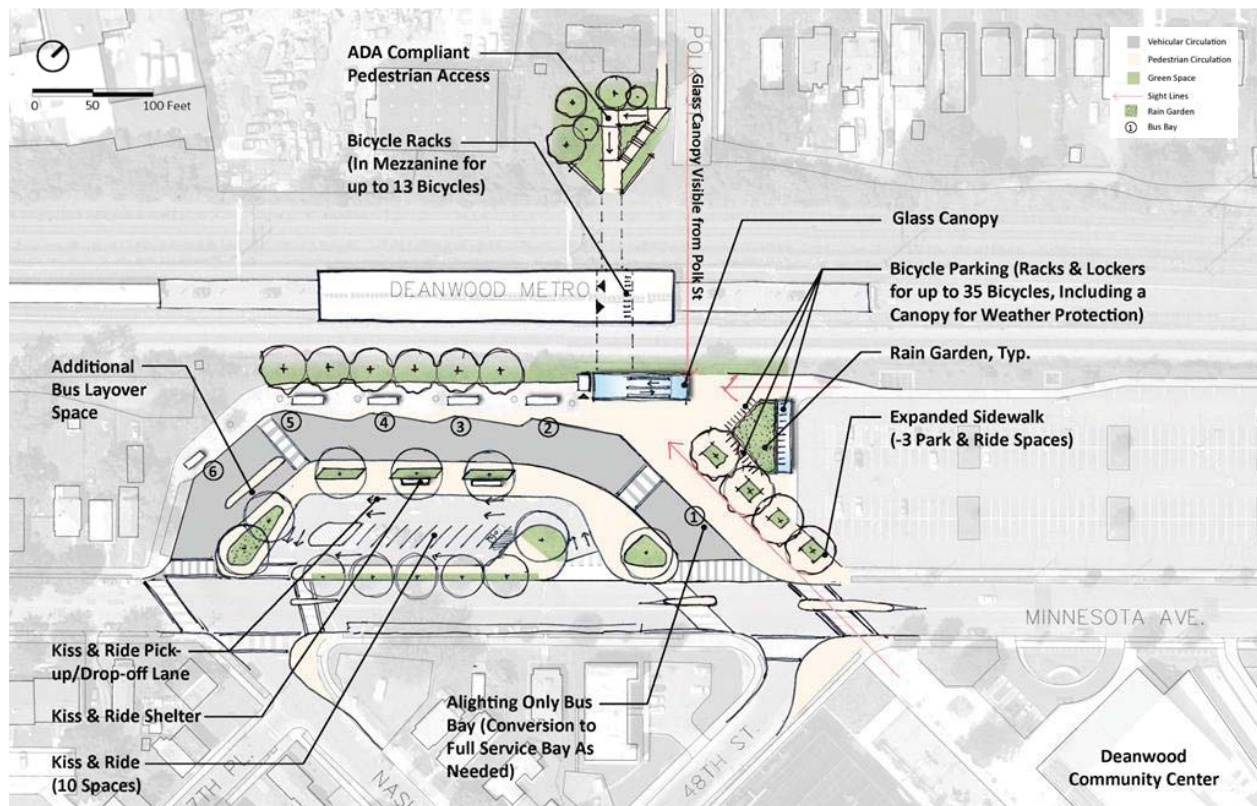 ADA Compliant
Pedestrian Access
POLK
Glass Canopy Visible from Polk St
Vehicular Circulation
Pedestrian Circulation
Green Space
Sight Lines
Rain Garden
① Bus Bay
0 50 100 Feet
Bicycle Racks
(In Mezzanine for
up to 13 Bicycles)
Glass Canopy
DEANWOOD METRO
Bicycle Parking (Racks & Lockers
for up to 35 Bicycles, Including a
Canopy for Weather Protection)
Rain Garden, Typ.
Additional
Bus Layover
Space
Expanded Sidewalk
(-3 Park & Ride Spaces)
⑤ ④ ③ ②
⑥
①
MINNESOTA AVE.
Kiss & Ride Pick-
up/Drop-off Lane
Kiss & Ride Shelter
Kiss & Ride
(10 Spaces)
Alighting Only Bus
Bay (Conversion to
Full Service Bay As
Needed)
7TH PL.
NAS
48TH ST.
Deanwood
Community Center